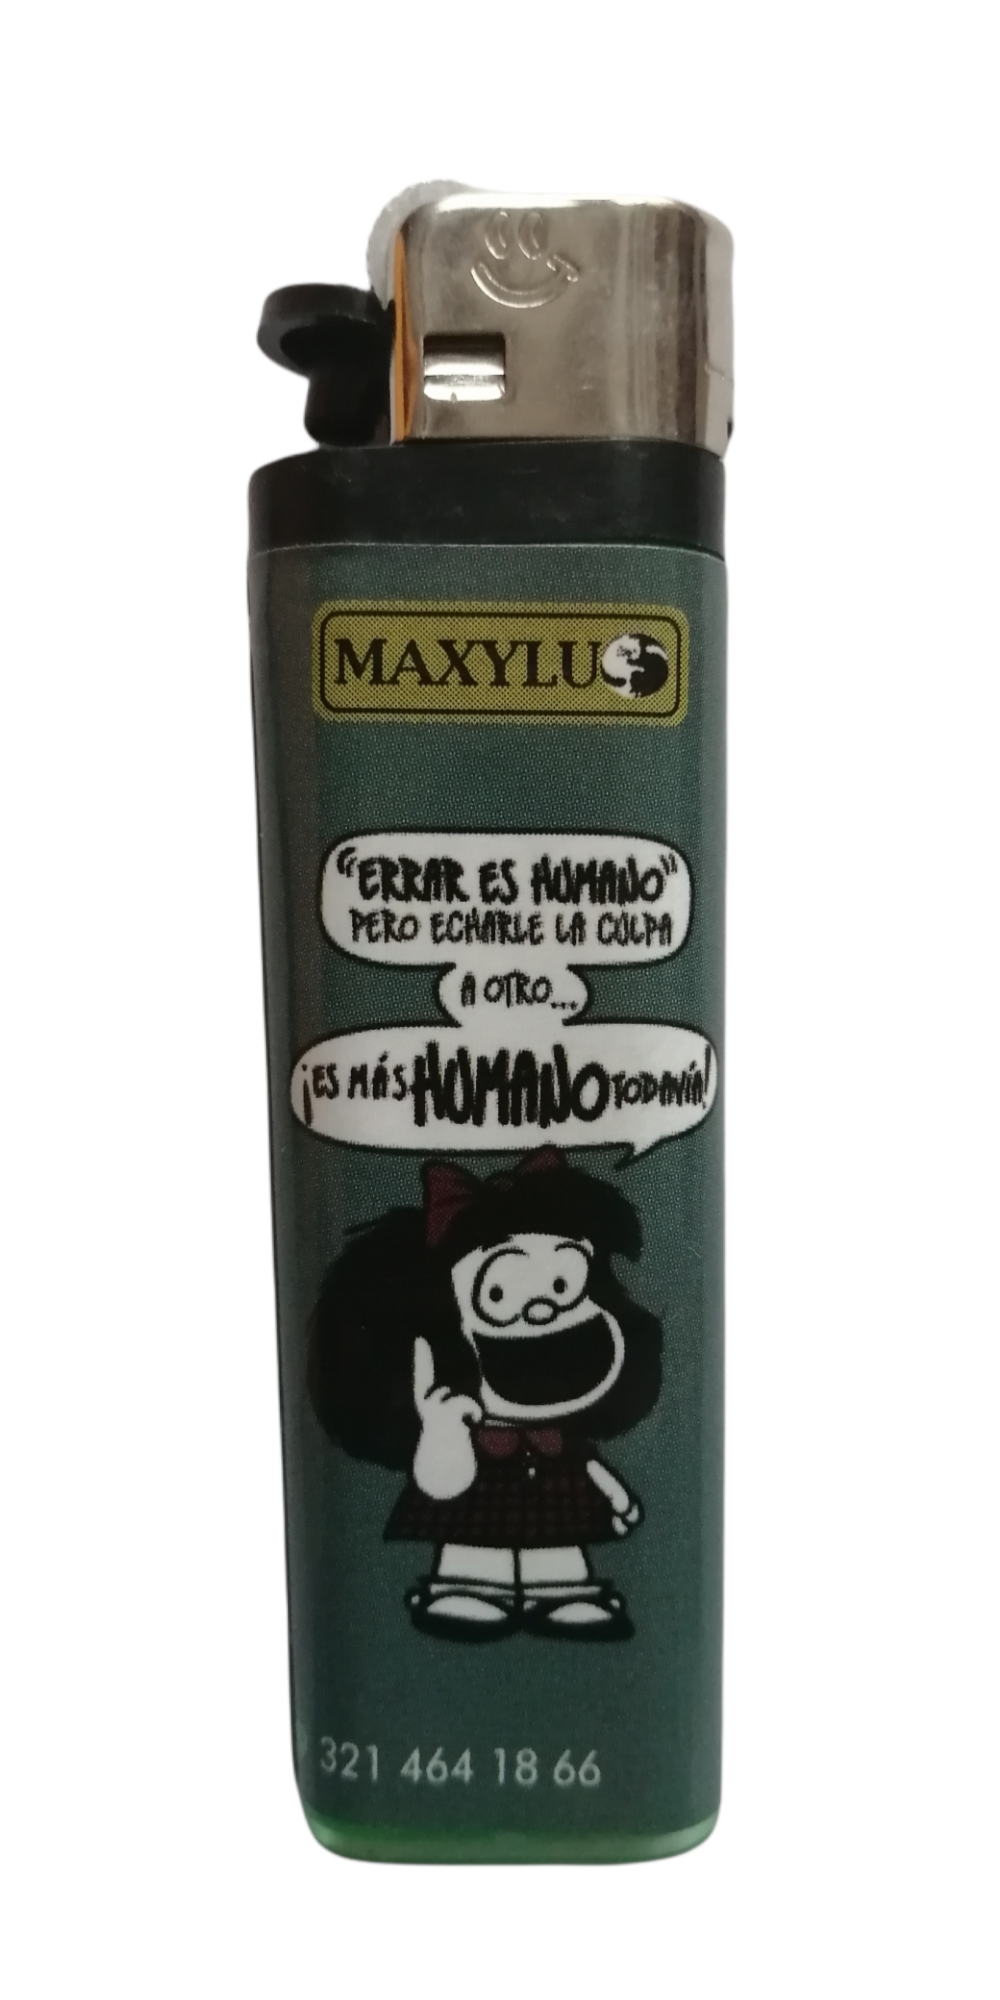 MAXYLU
“ERRAR ES HUMANO”
PERO ECHARLE LA CULPA
A OTRO...
¡ES MÁS HUMANO TODAVÍA!
321 464 18 66